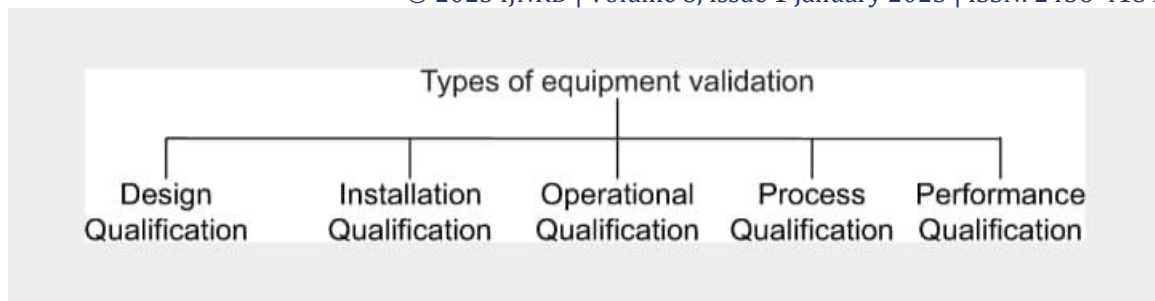 Types of equipment validation
Design Installation Operational Process Performance
Qualification Qualification Qualification Qualification Qualification